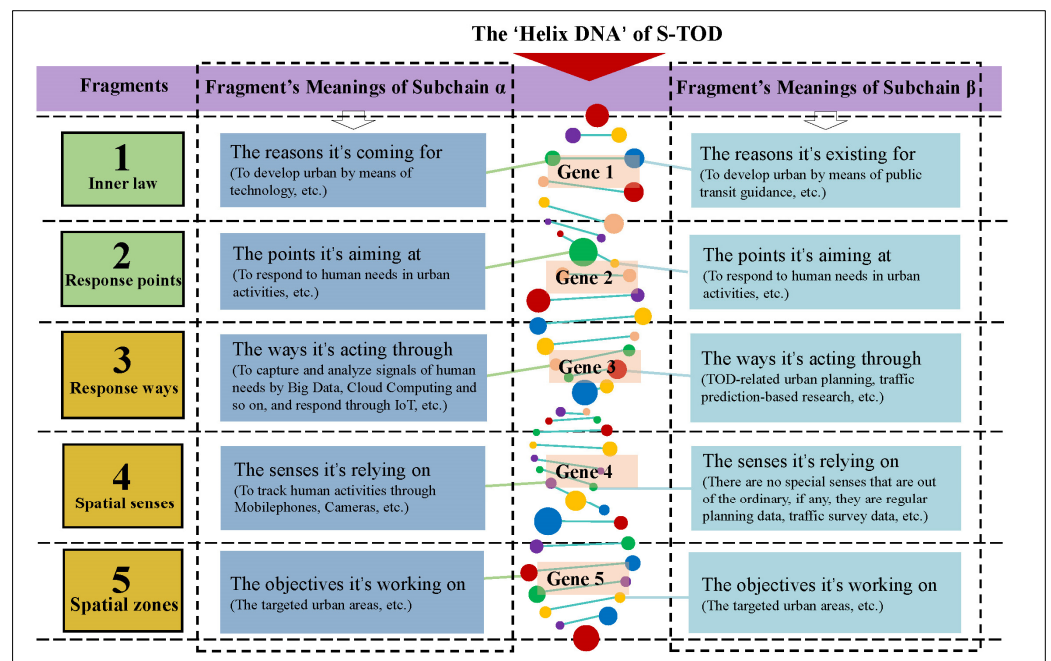 The 'Helix DNA' of S-TOD
Fragments
Fragment's Meanings of Subchain α
Fragment's Meanings of Subchain β
1
Inner law
The reasons it's coming for
(To develop urban by means of
technology, etc.)
Gene 1
The reasons it's existing for
(To develop urban by means of public
transit guidance, etc.)
2
Response points
The points it's aiming at
(To respond to human needs in urban
activities, etc.)
Gene 2
The points it's aiming at
(To respond to human needs in urban
activities, etc.)
3
Response ways
The ways it's acting through
(To capture and analyze signals of human
needs by Big Data, Cloud Computing and
so on, and respond through IoT, etc.)
Gene 3
The ways it's acting through
(TOD-related urban planning, traffic
prediction-based research, etc.)
4
Spatial senses
The senses it's relying on
(To track human activities through
Mobilephones, Cameras, etc.)
Gene 4
The senses it's relying on
(There are no special senses that are out
of the ordinary, if any, they are regular
planning data, traffic survey data, etc.)
5
Spatial zones
The objectives it's working on
(The targeted urban areas, etc.)
Gene 5
The objectives it's working on
(The targeted urban areas, etc.)